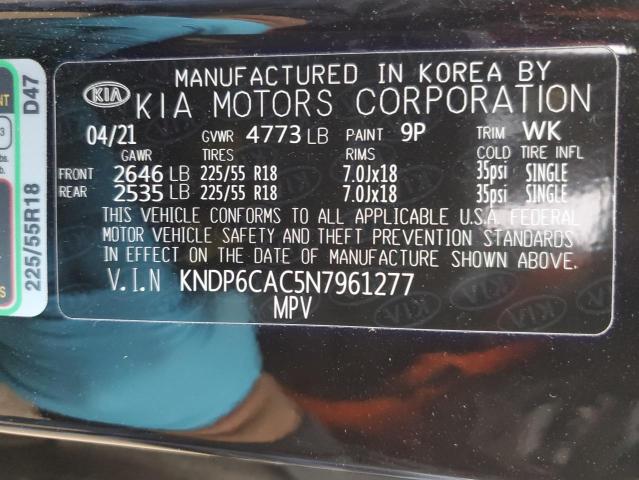 MANUFACTURED IN KOREA BY
KIA KIA MOTORS CORPORATION
04/21 GVWR 4773 LB PAINT 9P TRIM WK
GAWR TIRES RIMS COLD TIRE INFL
FRONT 2646 LB 225/55 R18 7.0Jx18 35psi SINGLE
REAR 2535 LB 225/55 R18 7.0Jx18 35psi SINGLE
THIS VEHICLE CONFORMS TO ALL APPLICABLE U.S.A. FEDERAL
MOTOR VEHICLE SAFETY AND THEFT PREVENTION STANDARDS
IN EFFECT ON THE DATE OF MANUFACTURE SHOWN ABOVE.
V.I.N KNDP6CAC5N7961277
MPV
225/55R18 D47